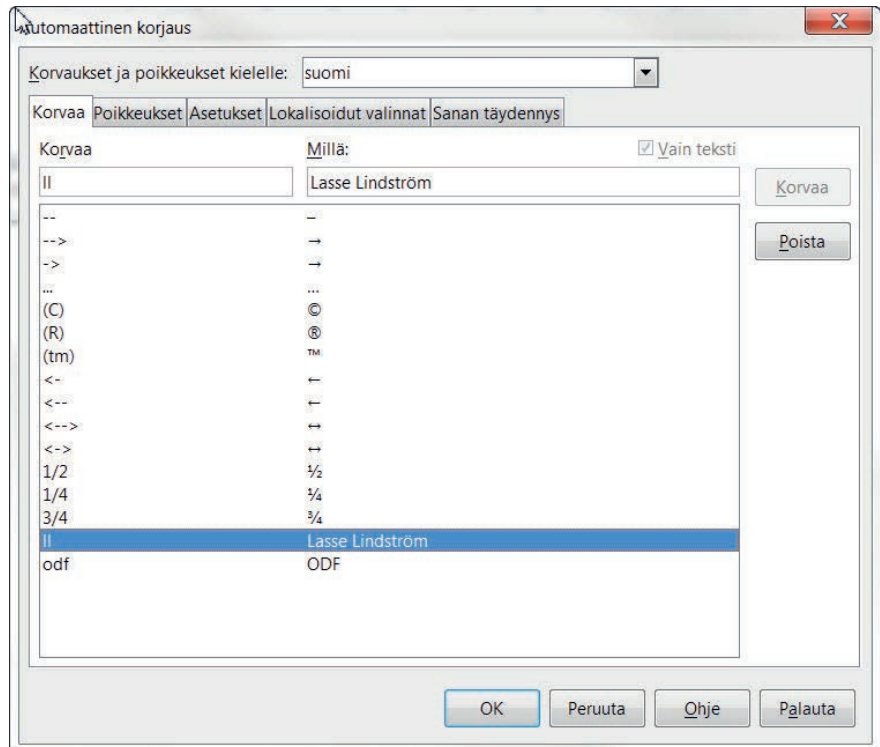 Automaattinen korjaus
Korvaukset ja poikkeukset kielelle: suomi
Korvaa Poikkeukset Asetukset Lokalisoidut valinnat Sanan täydennys
Korvaa Millä: Vain teksti
ll Lasse Lindström Korvaa
Poista
-- –
--> →
-> →
... …
(C) ©
(R) ®
(tm) ™
<- ←
<-- ←
<--> ↔
<-> ↔
1/2 ½
1/4 ¼
3/4 ¾
ll Lasse Lindström
odf ODF
OK Peruuta Ohje Palauta